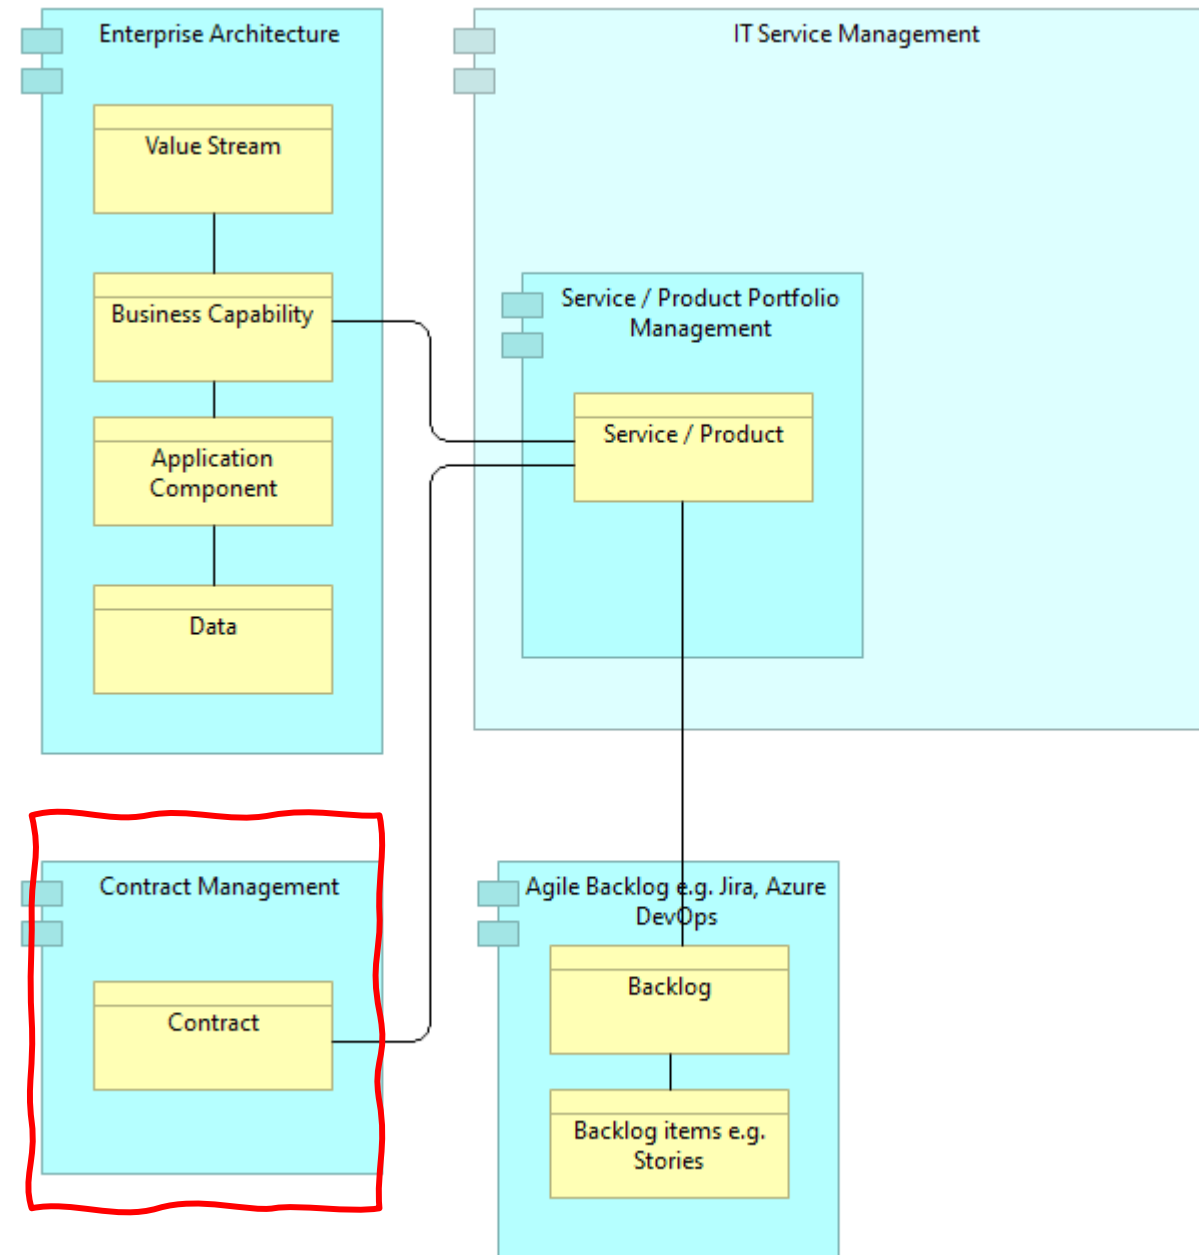 Enterprise Architecture
IT Service Management
Value Stream
Business Capability
Application
Component
Data
Service / Product Portfolio
Management
Service / Product
Contract Management
Contract
Agile Backlog e.g. Jira, Azure
DevOps
Backlog
Backlog items e.g.
Stories